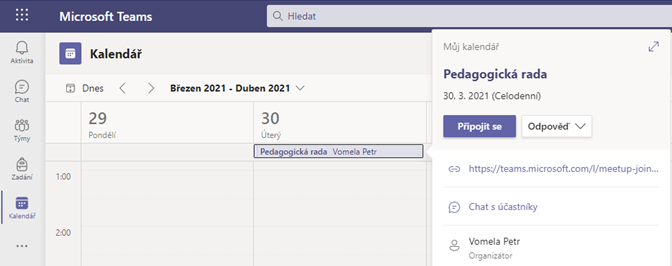 Microsoft Teams
Hledat
Aktivita
Chat
Týmy
Zadání
Kalendář
Kalendář
Dnes
Březen 2021 - Duben 2021
29
Pondělí
30
Úterý
Pedagogická rada Vomela Petr
1:00
2:00
Můj kalendář
Pedagogická rada
30. 3. 2021 (Celodenní)
Připojit se
Odpověď
https://teams.microsoft.com/l/meetup-join...
Chat s účastníky
Vomela Petr
Organizátor